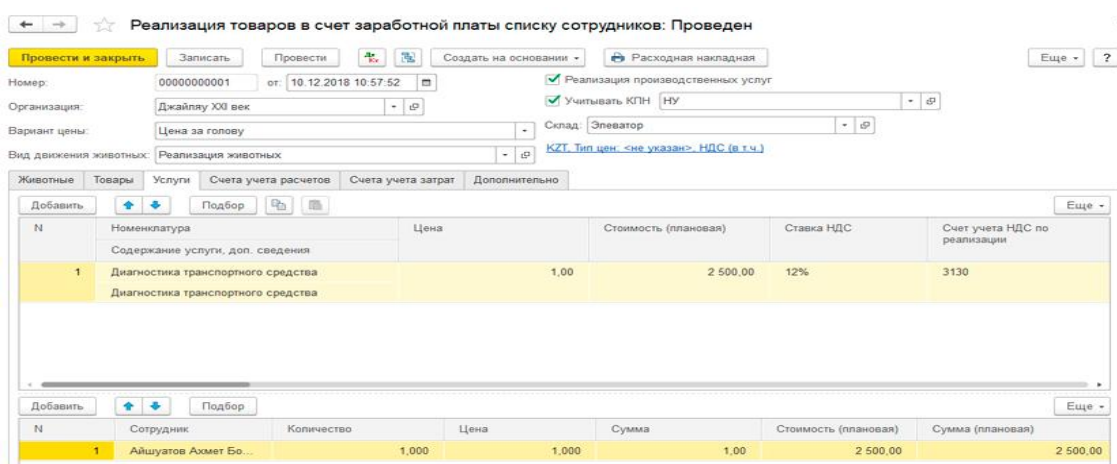 Реализация товаров в счет заработной платы списку сотрудников: Проведен
Провести и закрыть Записать Провести Дт Кт Создать на основании Расходная накладная Еще ?
Номер: 00000000001 от: 10.12.2018 10:57:52 Реализация производственных услуг
Организация: Джайляу XXI век Учитывать КПН НУ
Вариант цены: Цена за голову Склад: Элеватор
Вид движения животных: Реализация животных KZT, Тип цен: <не указан>, НДС (в т.ч.)
Животные Товары Услуги Счета учета расчетов Счета учета затрат Дополнительно
Добавить Подбор Еще
N Номенклатура Цена Стоимость (плановая) Ставка НДС Счет учета НДС по
реализации
Содержание услуги, доп. сведения
1 Диагностика транспортного средства 1,00 2 500,00 12% 3130
Диагностика транспортного средства
Добавить Подбор Еще
N Сотрудник Количество Цена Сумма Стоимость (плановая) Сумма (плановая)
1 Айшуатов Ахмет Бо... 1,000 1,000 1,00 2 500,00 2 500,00